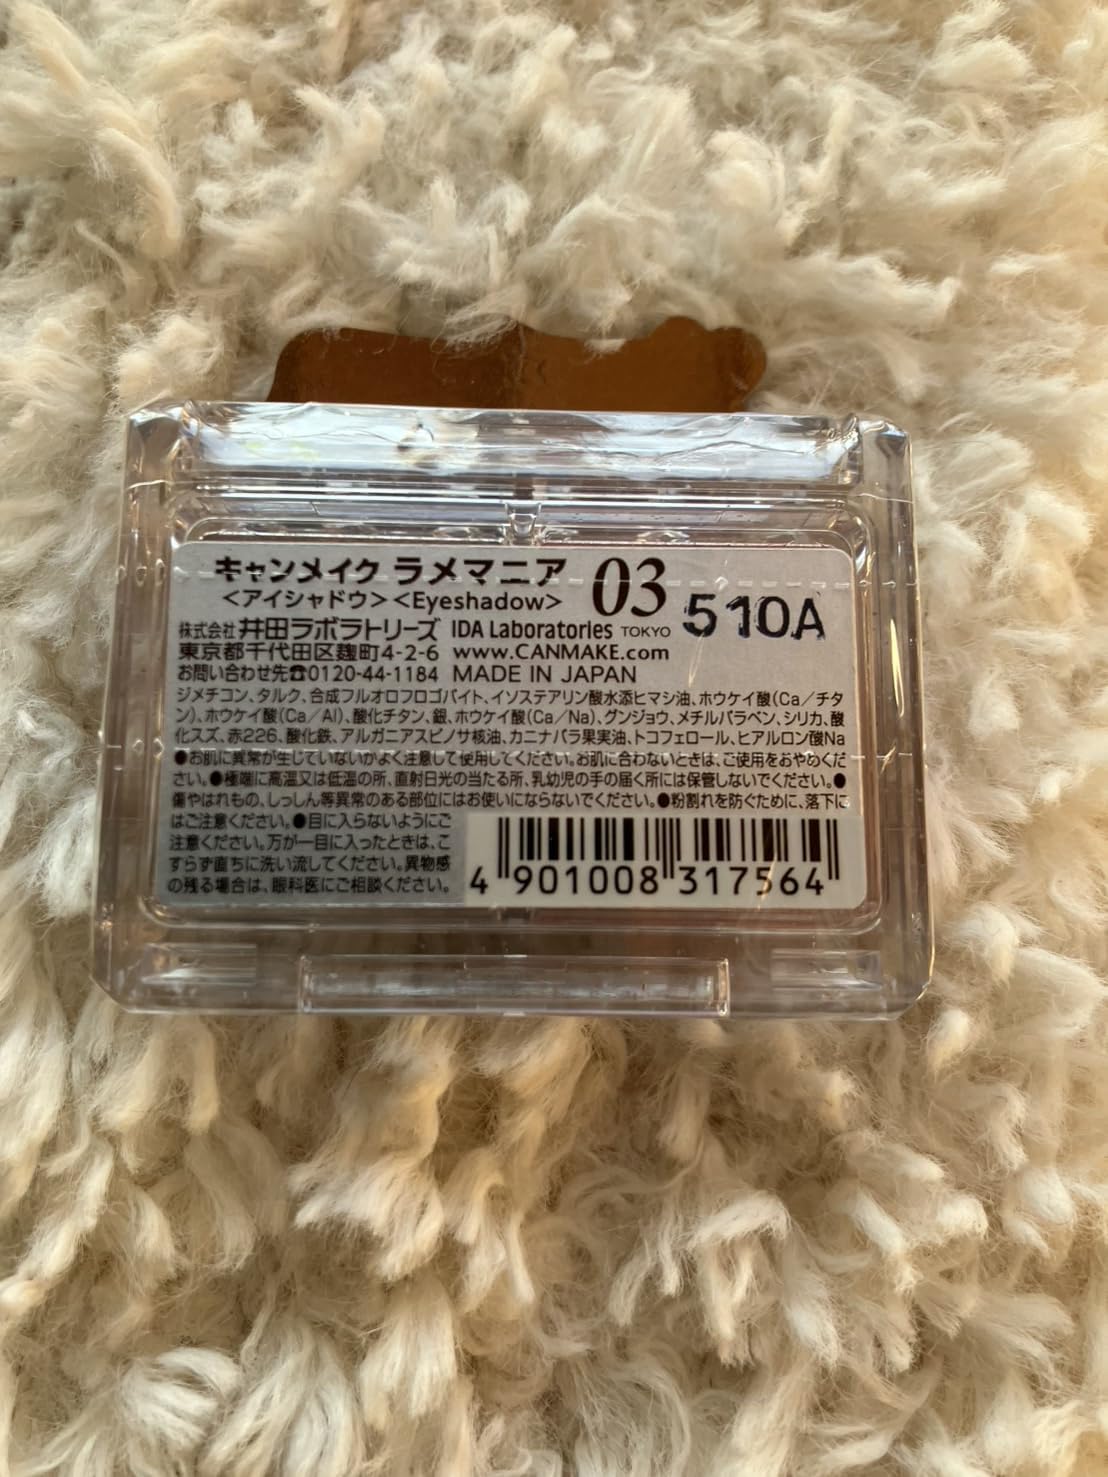 キャンメイク ラメマニア 03 510A
<アイシャドウ><Eyeshadow>
株式会社 井田ラボラトリーズ IDA Laboratories TOKYO
東京都千代田区麹町4-2-6 www.CANMAKE.com
お問い合わせ先☎0120-44-1184 MADE IN JAPAN
ジメチコン、タルク、合成フルオロフロゴパイト、イソステアリン酸水添ヒマシ油、ホウケイ酸(Ca/チタ
ン)、ホウケイ酸(Ca/Al)、酸化チタン、銀、ホウケイ酸(Ca/Na)、グンジョウ、メチルパラベン、シリカ、酸
化スズ、赤226、酸化鉄、アルガニアスピノサ核油、カニナバラ果実油、トコフェロール、ヒアルロン酸Na
●お肌に異常が生じていないかよく注意して使用してください。お肌に合わないときは、ご使用をおやめくだ
さい。●極端に高温又は低温の所、直射日光の当たる所、乳幼児の手の届く所には保管しないでください。●
傷やはれもの、しっしん等異常のある部位にはお使いにならないでください。●粉割れを防ぐために、落下に
はご注意ください。●目に入らないようにご
注意ください。万が一目に入ったときは、こ
すらず直ちに洗い流してください。異物感
の残る場合は、眼科医にご相談ください。
4 901008 317564